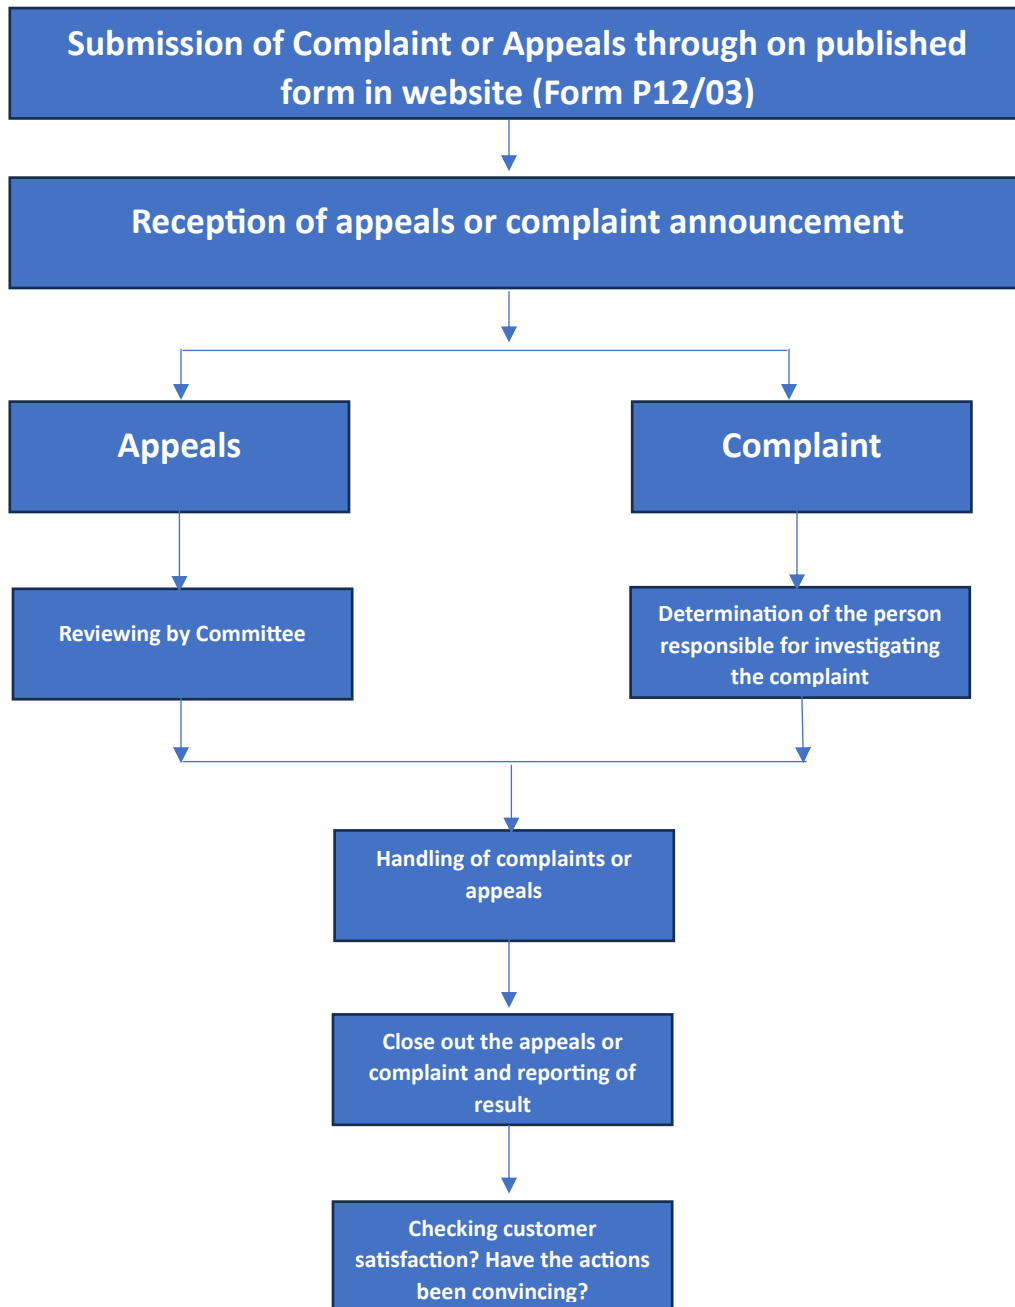 Submission of Complaint or Appeals through on published
form in website (Form P12/03)
Reception of appeals or complaint announcement
Appeals
Complaint
Reviewing by Committee
Determination of the person
responsible for investigating
the complaint
Handling of complaints or
appeals
Close out the appeals or
complaint and reporting of
result
Checking customer
satisfaction? Have the actions
been convincing?